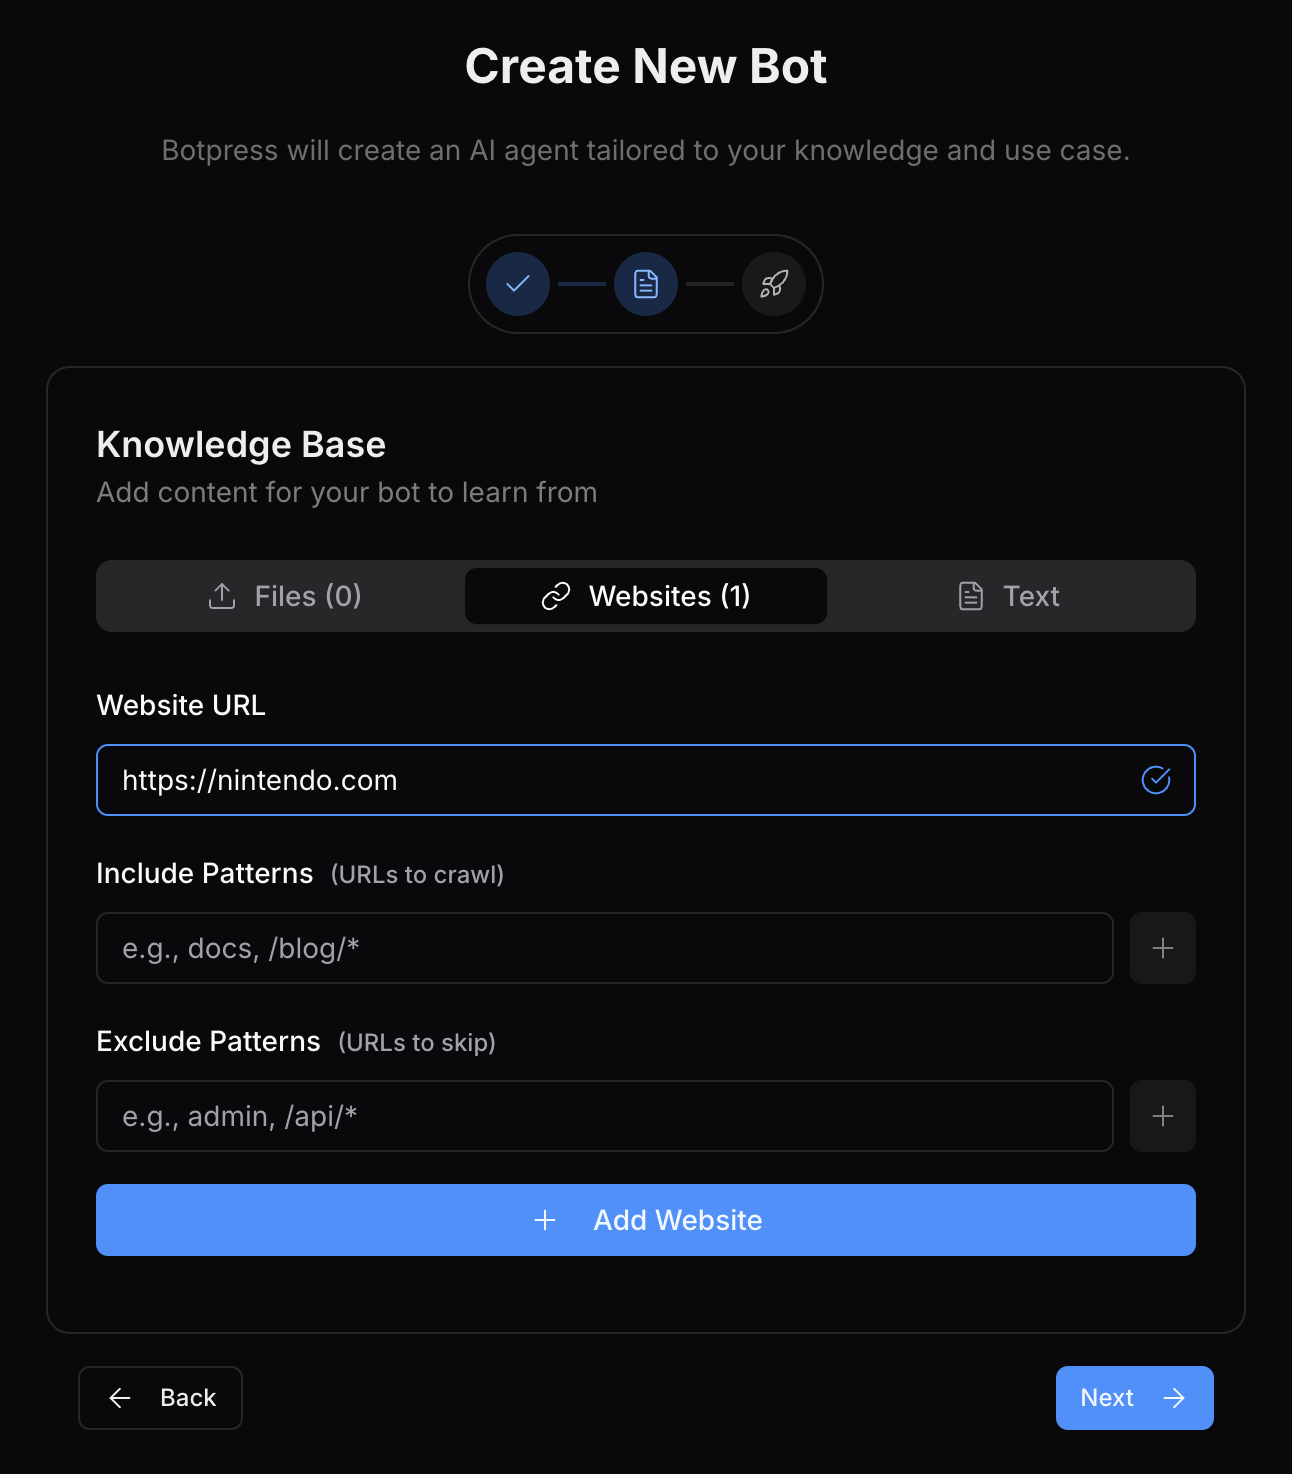 Create New Bot
Botpress will create an AI agent tailored to your knowledge and use case.
Knowledge Base
Add content for your bot to learn from
Files (0) Websites (1) Text
Website URL
https://nintendo.com
Include Patterns (URLs to crawl)
e.g., docs, /blog/*
Exclude Patterns (URLs to skip)
e.g., admin, /api/*
Add Website
Back Next